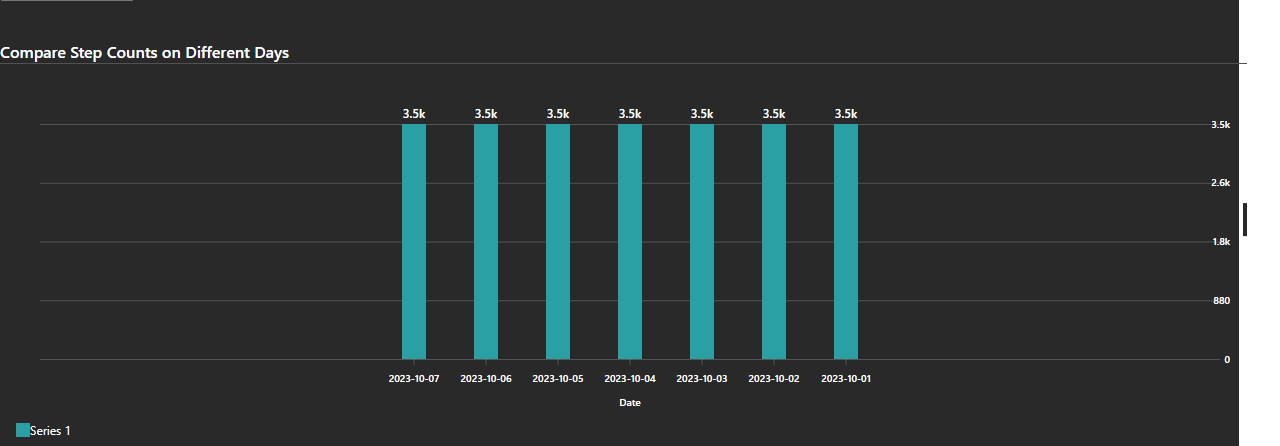 Compare Step Counts on Different Days
3.5k 3.5k 3.5k 3.5k 3.5k 3.5k 3.5k
3.5k
2.6k
1.8k
880
0
2023-10-07 2023-10-06 2023-10-05 2023-10-04 2023-10-03 2023-10-02 2023-10-01
Date
Series 1